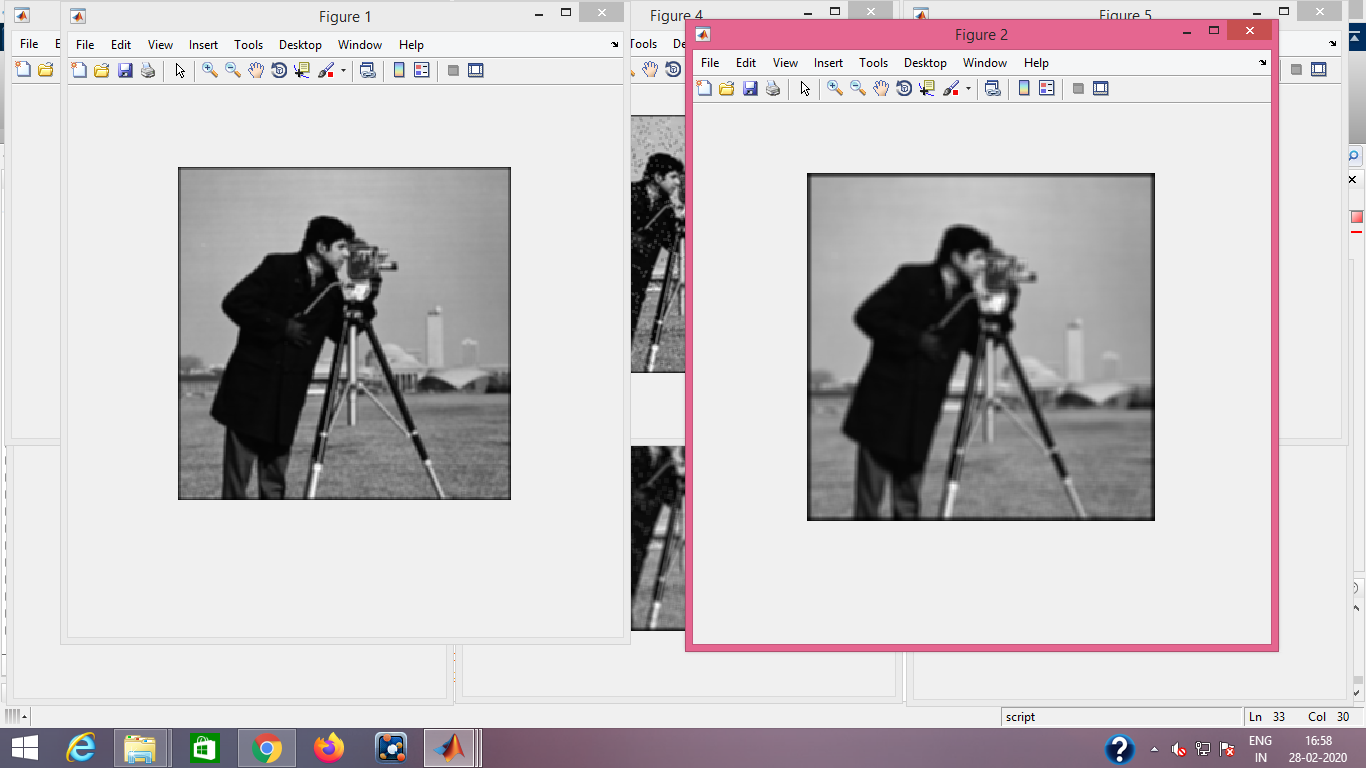 Figure 1
File Edit View Insert Tools Desktop Window Help
File
Figure 4
Tools
Figure 5
Figure 2
File Edit View Insert Tools Desktop Window Help
script
Ln 33 Col 30
ENG
IN
16:58
28-02-2020